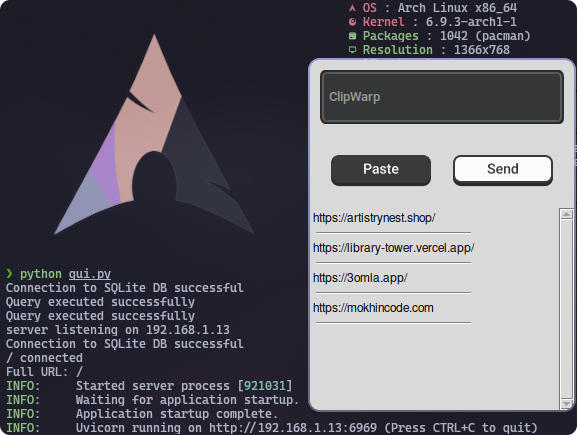 OS : Arch Linux x86_64
Kernel : 6.9.3-arch1-1
Packages : 1042 (pacman)
Resolution : 1366x768
ClipWarp
Paste Send
https://artistrynest.shop/
https://library-tower.vercel.app/
https://3omla.app/
https://mokhincode.com
❯ python gui.py
Connection to SQLite DB successful
Query executed successfully
Query executed successfully
server listening on 192.168.1.13
Connection to SQLite DB successful
/ connected
Full URL: /
INFO: Started server process [921031]
INFO: Waiting for application startup.
INFO: Application startup complete.
INFO: Uvicorn running on http://192.168.1.13:6969 (Press CTRL+C to quit)